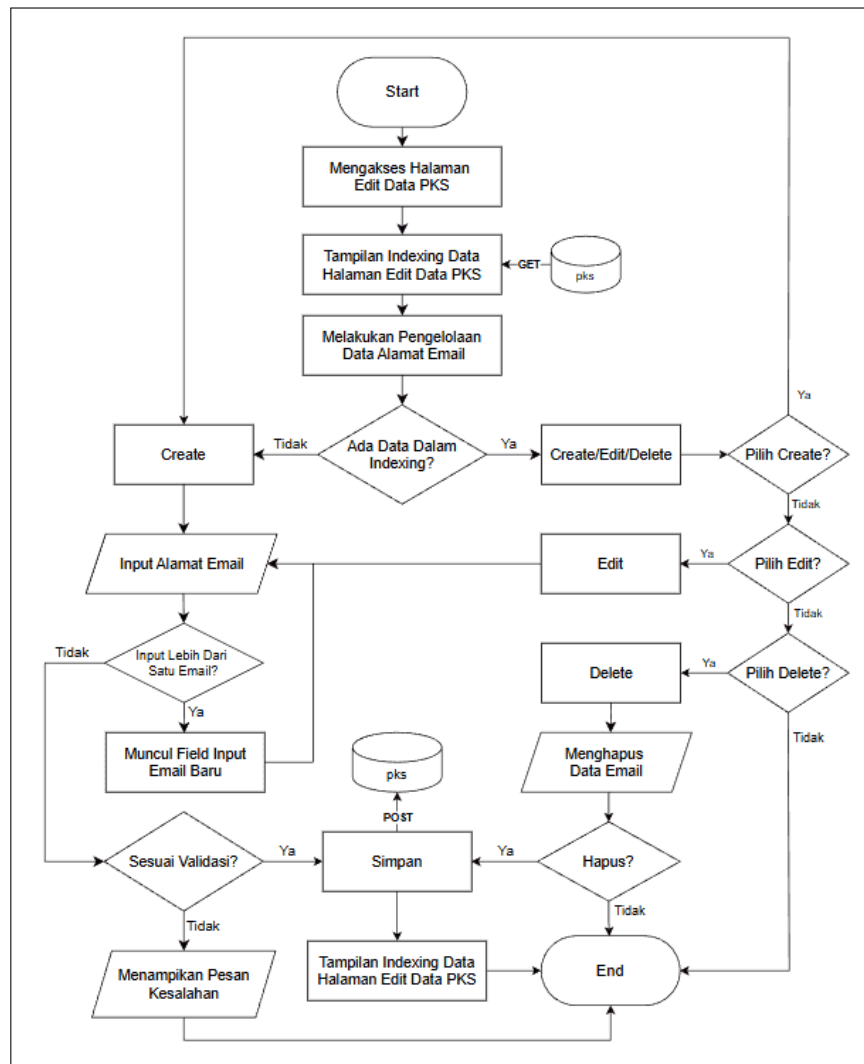 Start
Mengakses Halaman
Edit Data PKS
Tampilan Indexing Data
Halaman Edit Data PKS
GET
pks
Melakukan Pengelolaan
Data Alamat Email
Ya
Create
Tidak
Ada Data Dalam
Indexing?
Ya
Create/Edit/Delete
Pilih Create?
Tidak
Input Alamat Email
Edit
Ya
Pilih Edit?
Tidak
Tidak
Input Lebih Dari
Satu Email?
Delete
Ya
Pilih Delete?
Ya
Tidak
Muncul Field Input
Email Baru
pks
Menghapus
Data Email
POST
Sesuai Validasi?
Ya
Simpan
Ya
Hapus?
Tidak
Tidak
Menampikan Pesan
Kesalahan
Tampilan Indexing Data
Halaman Edit Data PKS
End